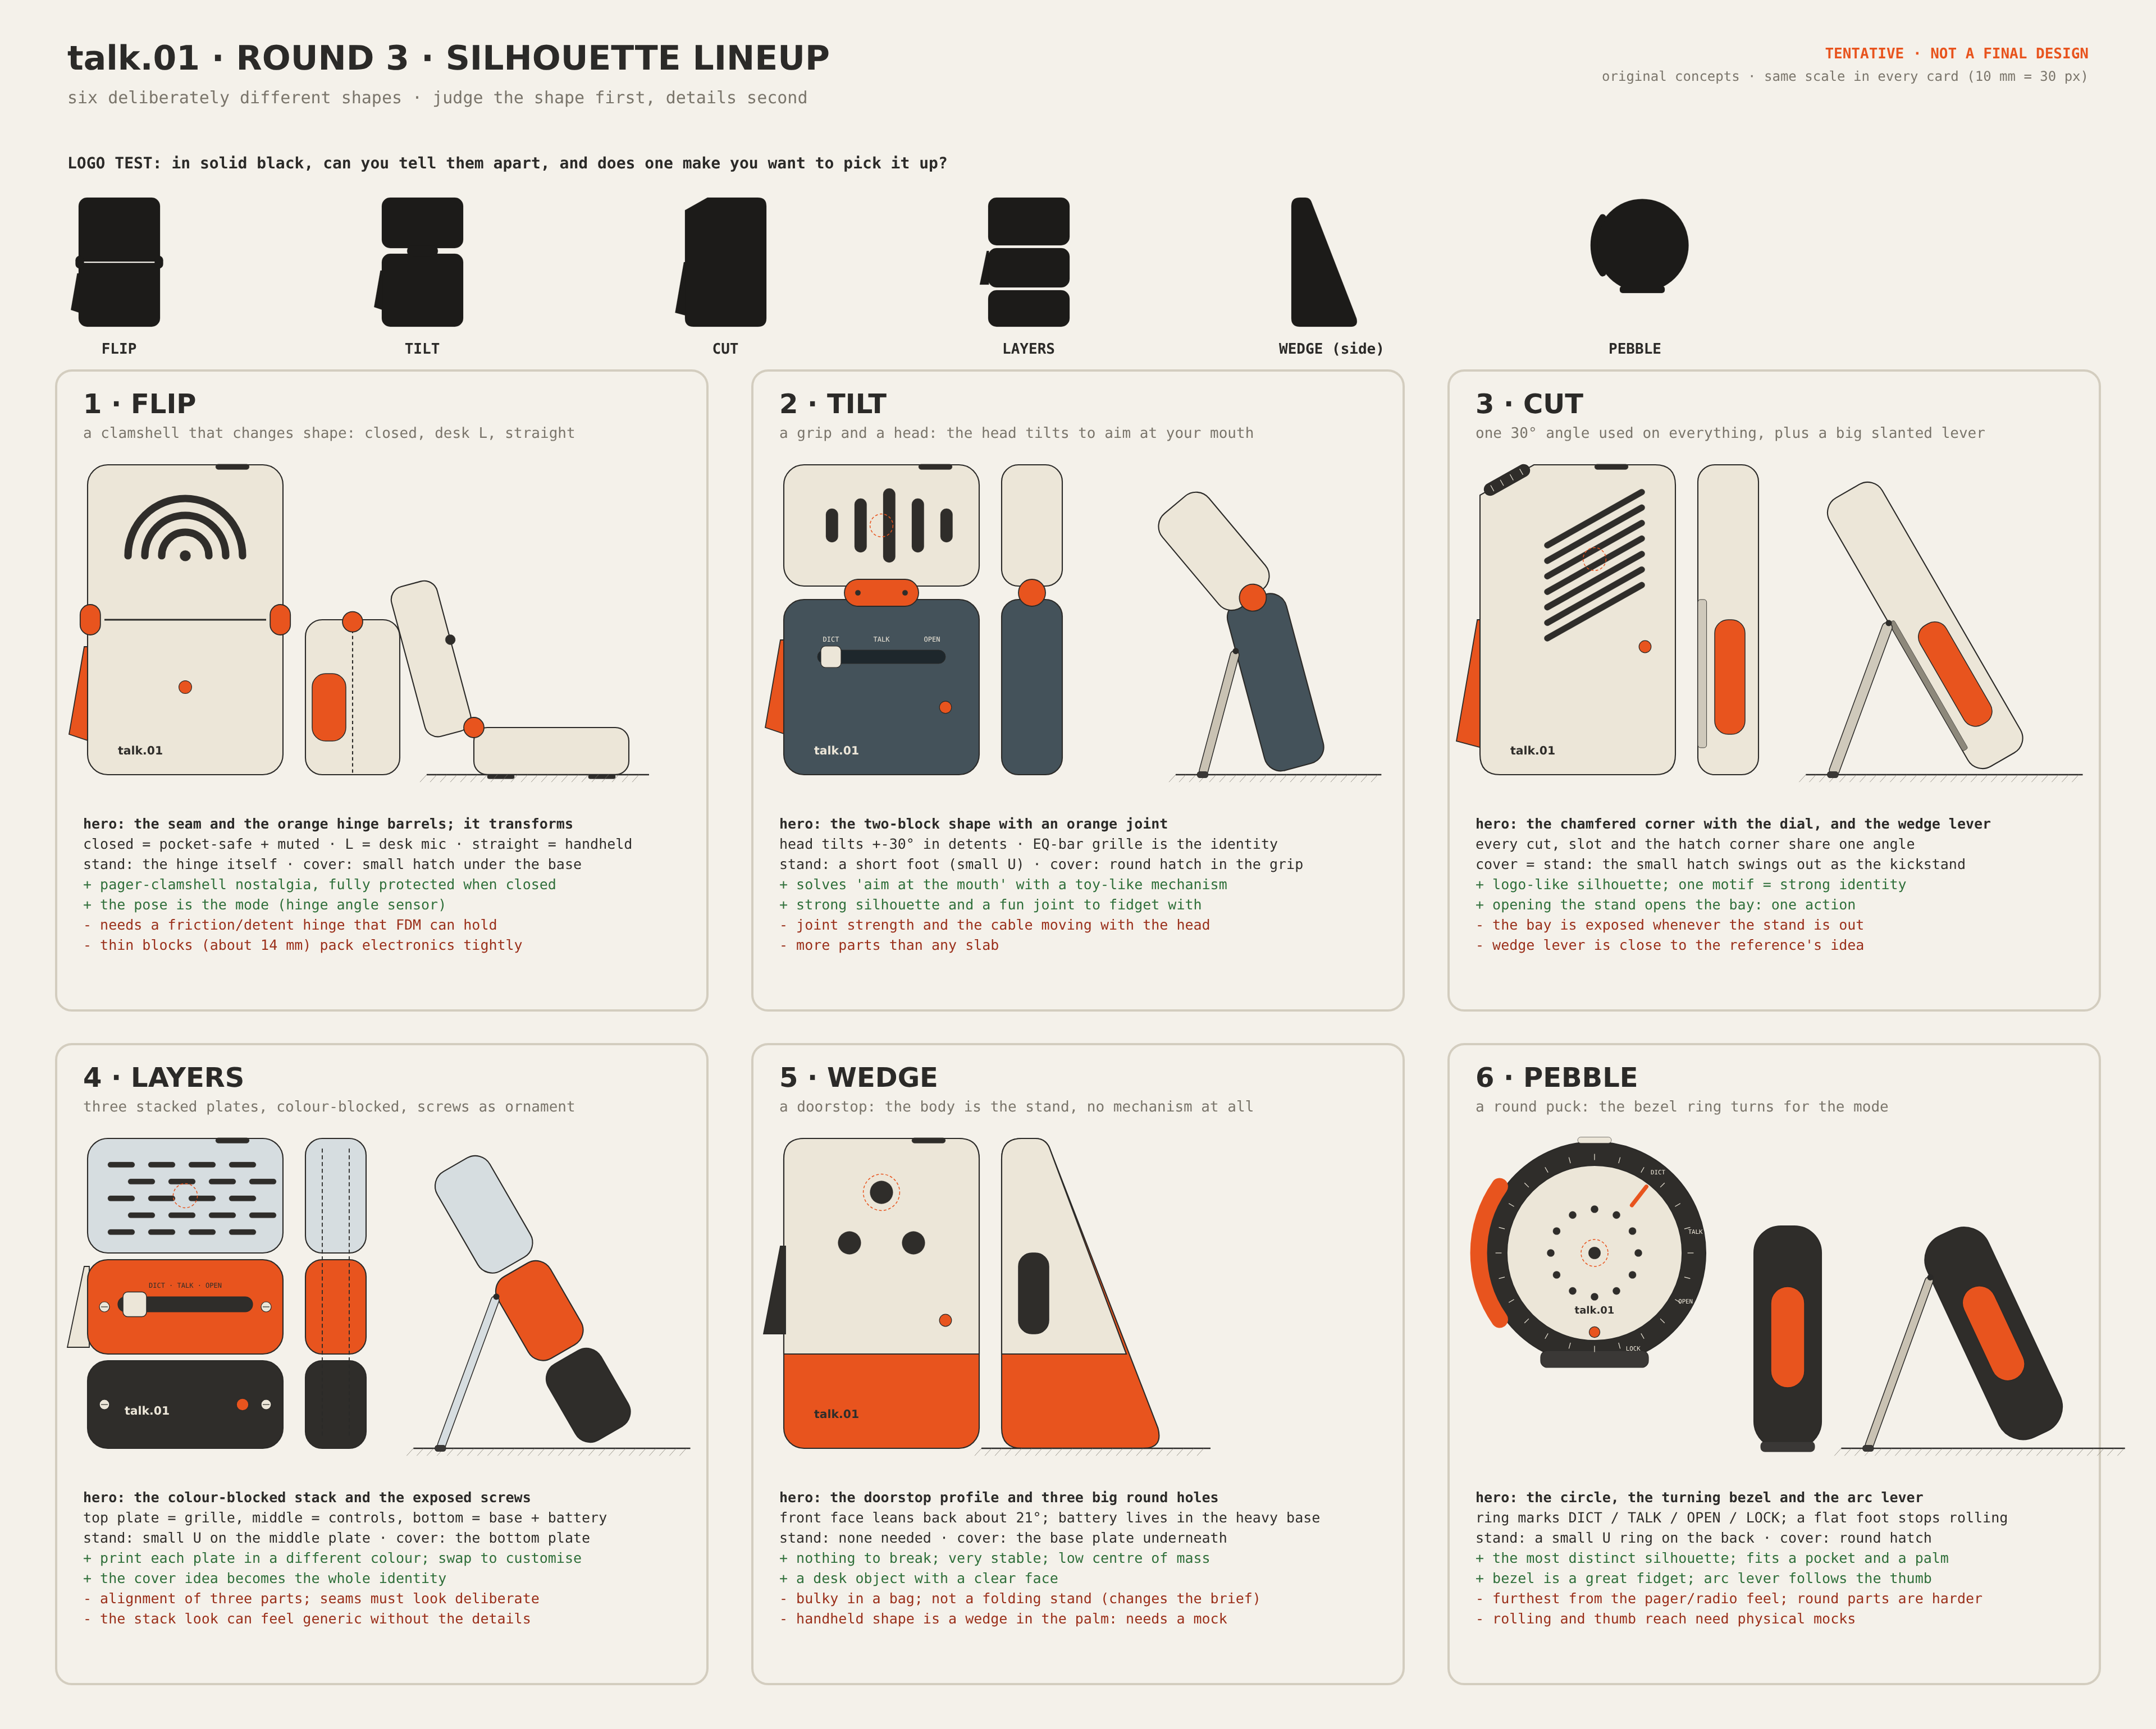 talk.01 · ROUND 3 · SILHOUETTE LINEUP
TENTATIVE · NOT A FINAL DESIGN
original concepts · same scale in every card (10 mm = 30 px)
six deliberately different shapes · judge the shape first, details second
LOGO TEST: in solid black, can you tell them apart, and does one make you want to pick it up?
FLIP
TILT
CUT
LAYERS
WEDGE (side)
PEBBLE
1 · FLIP
a clamshell that changes shape: closed, desk L, straight
talk.01
hero: the seam and the orange hinge barrels; it transforms
closed = pocket-safe + muted · L = desk mic · straight = handheld
stand: the hinge itself · cover: small hatch under the base
+ pager-clamshell nostalgia, fully protected when closed
+ the pose is the mode (hinge angle sensor)
- needs a friction/detent hinge that FDM can hold
- thin blocks (about 14 mm) pack electronics tightly
2 · TILT
a grip and a head: the head tilts to aim at your mouth
DICT TALK OPEN
talk.01
hero: the two-block shape with an orange joint
head tilts +-30° in detents · EQ-bar grille is the identity
stand: a short foot (small U) · cover: round hatch in the grip
+ solves 'aim at the mouth' with a toy-like mechanism
+ strong silhouette and a fun joint to fidget with
- joint strength and the cable moving with the head
- more parts than any slab
3 · CUT
one 30° angle used on everything, plus a big slanted lever
talk.01
hero: the chamfered corner with the dial, and the wedge lever
every cut, slot and the hatch corner share one angle
cover = stand: the small hatch swings out as the kickstand
+ logo-like silhouette; one motif = strong identity
+ opening the stand opens the bay: one action
- the bay is exposed whenever the stand is out
- wedge lever is close to the reference's idea
4 · LAYERS
three stacked plates, colour-blocked, screws as ornament
DICT · TALK · OPEN
talk.01
hero: the colour-blocked stack and the exposed screws
top plate = grille, middle = controls, bottom = base + battery
stand: small U on the middle plate · cover: the bottom plate
+ print each plate in a different colour; swap to customise
+ the cover idea becomes the whole identity
- alignment of three parts; seams must look deliberate
- the stack look can feel generic without the details
5 · WEDGE
a doorstop: the body is the stand, no mechanism at all
talk.01
hero: the doorstop profile and three big round holes
front face leans back about 21°; battery lives in the heavy base
stand: none needed · cover: the base plate underneath
+ nothing to break; very stable; low centre of mass
+ a desk object with a clear face
- bulky in a bag; not a folding stand (changes the brief)
- handheld shape is a wedge in the palm: needs a mock
6 · PEBBLE
a round puck: the bezel ring turns for the mode
DICT
TALK
OPEN
talk.01
LOCK
hero: the circle, the turning bezel and the arc lever
ring marks DICT / TALK / OPEN / LOCK; a flat foot stops rolling
stand: a small U ring on the back · cover: round hatch
+ the most distinct silhouette; fits a pocket and a palm
+ bezel is a great fidget; arc lever follows the thumb
- furthest from the pager/radio feel; round parts are harder
- rolling and thumb reach need physical mocks